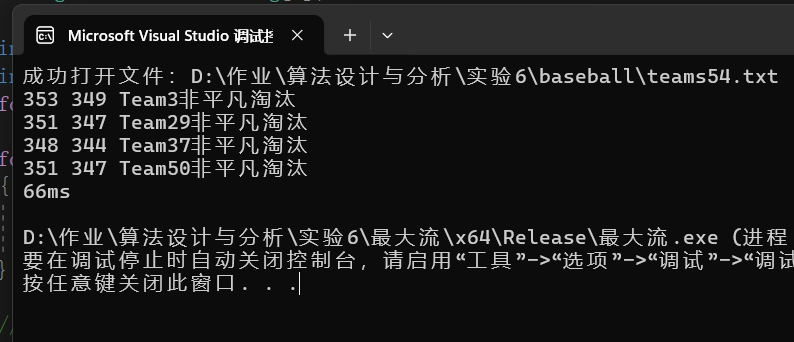 Microsoft Visual Studio 调试控
成功打开文件：D:\作业\算法设计与分析\实验6\baseball\teams54.txt
353 349 Team3非平凡淘汰
351 347 Team29非平凡淘汰
348 344 Team37非平凡淘汰
351 347 Team50非平凡淘汰
66ms
D:\作业\算法设计与分析\实验6\最大流\x64\Release\最大流.exe (进程
要在调试停止时自动关闭控制台，请启用“工具”->“选项”->“调试”->“调试
按任意键关闭此窗口. . .